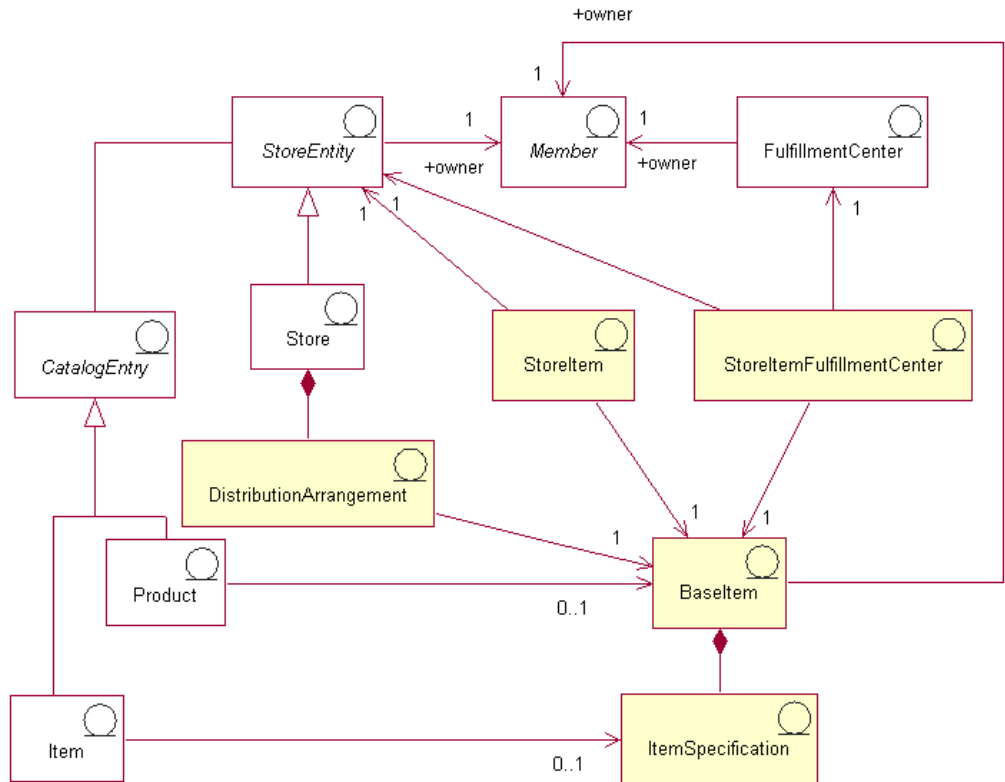 +owner
1
1
1
StoreEntity
Member
FulfillmentCenter
+owner
+owner
1
1
1
Store
StoreItem
StoreItemFulfillmentCenter
CatalogEntry
DistributionArrangement
1
1
1
Product
0..1
BaseItem
Item
0..1
ItemSpecification